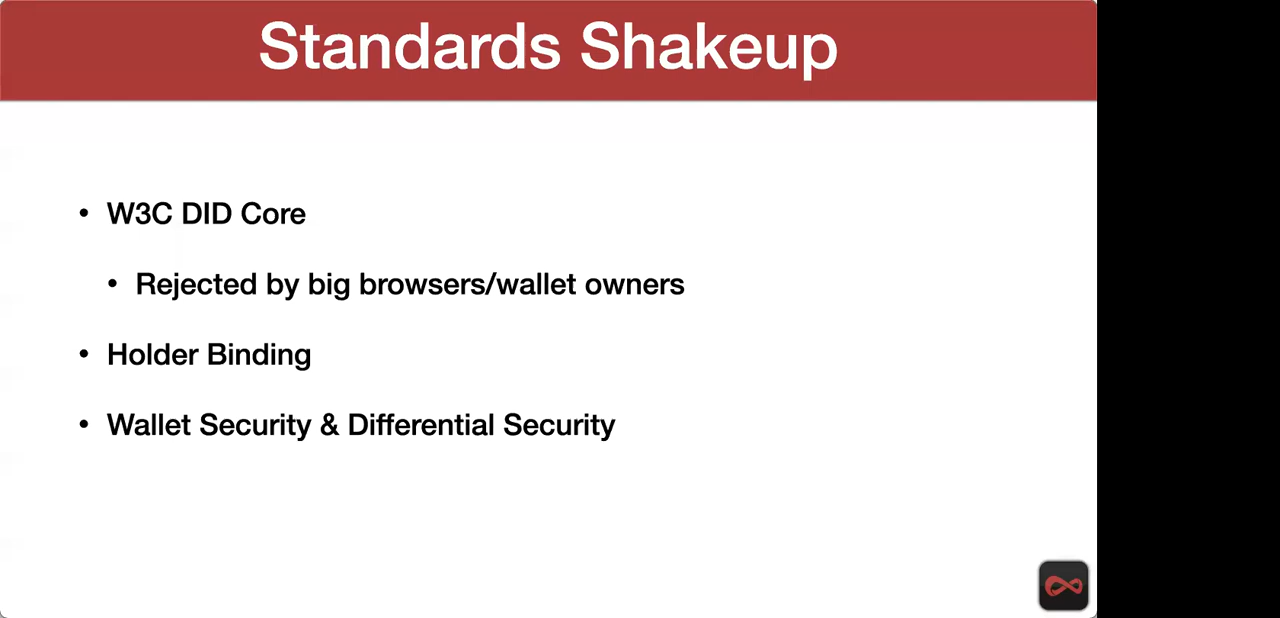 Standards Shakeup
• W3C DID Core
• Rejected by big browsers/wallet owners
• Holder Binding
• Wallet Security & Differential Security